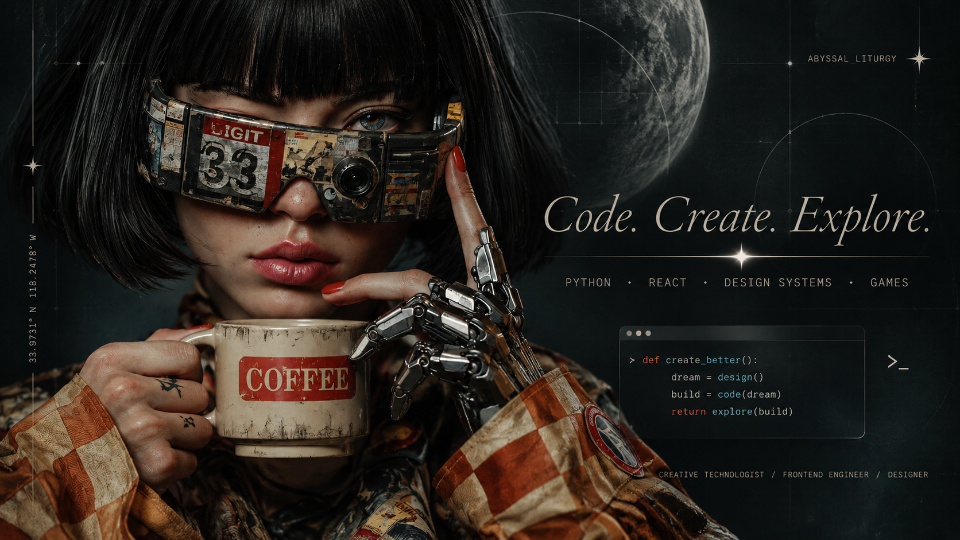 ABYSSAL LITURGY
DIGIT
33
Code. Create. Explore.
PYTHON • REACT • DESIGN SYSTEMS • GAMES
33.9731° N 118.2478° W
> def create_better():
dream = design()
build = code(dream)
return explore(build)
>_
COFFEE
CREATIVE TECHNOLOGIST / FRONTEND ENGINEER / DESIGNER